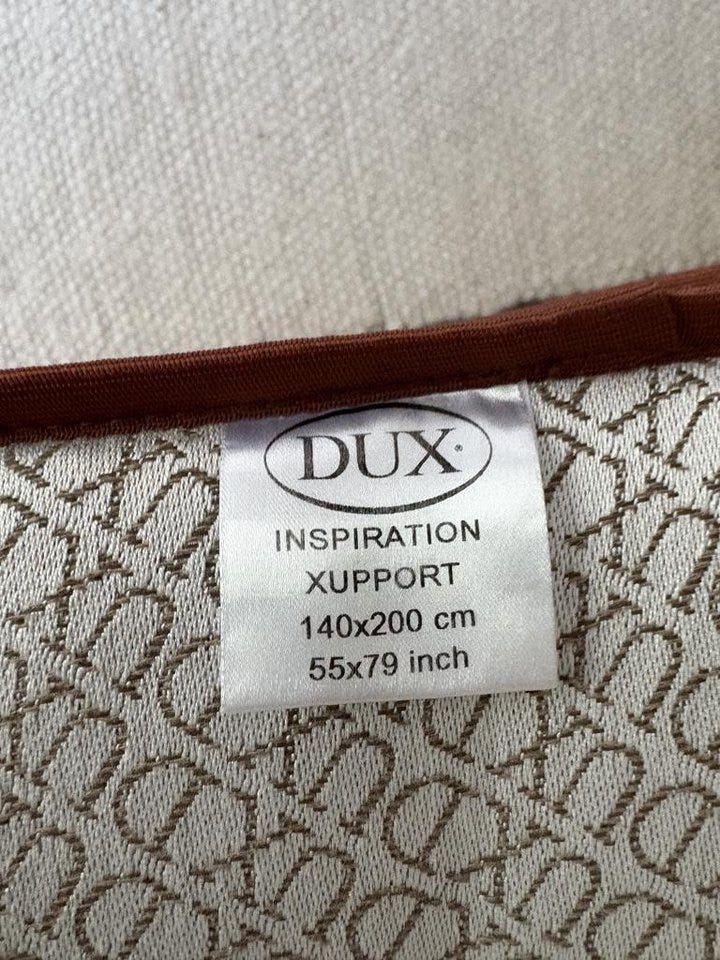 DUX
INSPIRATION
XUPPORT
140x200 cm
55x79 inch